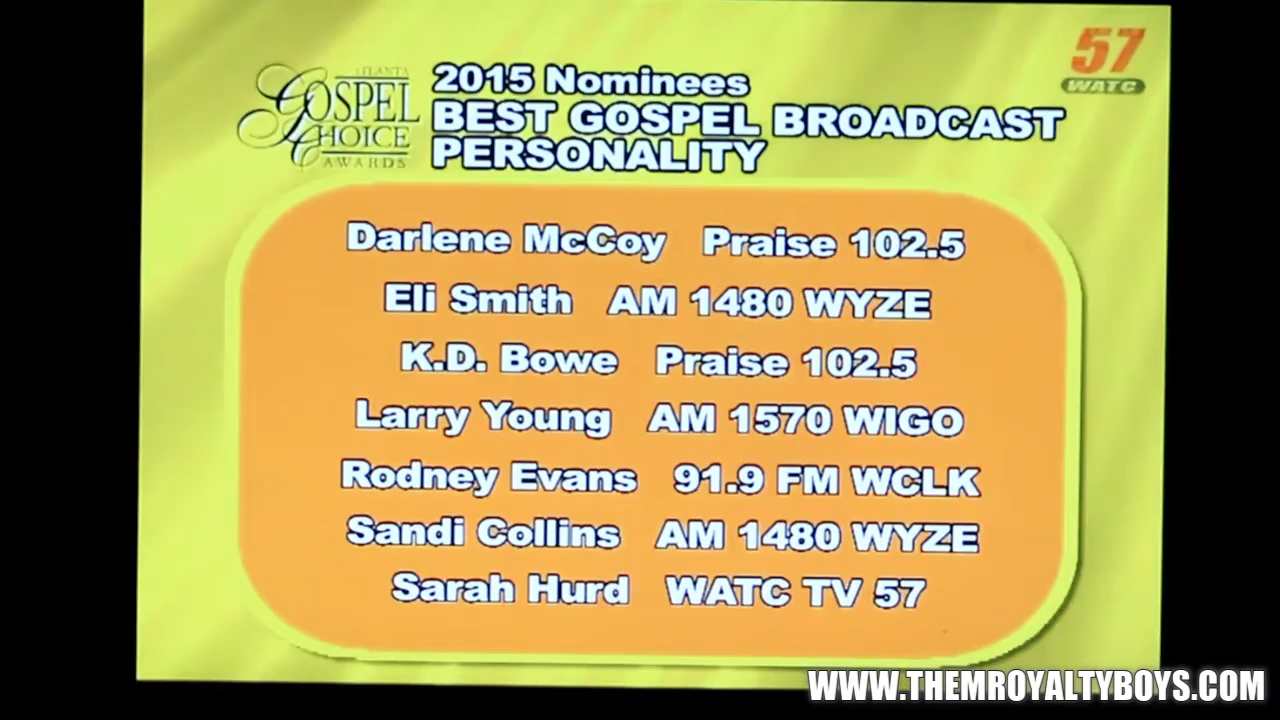 57
WATC
ATLANTA
GOSPEL
CHOICE
AWARDS
2015 Nominees
BEST GOSPEL BROADCAST
PERSONALITY
Darlene McCoy Praise 102.5
Eli Smith AM 1480 WYZE
K.D. Bowe Praise 102.5
Larry Young AM 1570 WIGO
Rodney Evans 91.9 FM WCLK
Sandi Collins AM 1480 WYZE
Sarah Hurd WATC TV 57
WWW.THEMROYALTYBOYS.COM